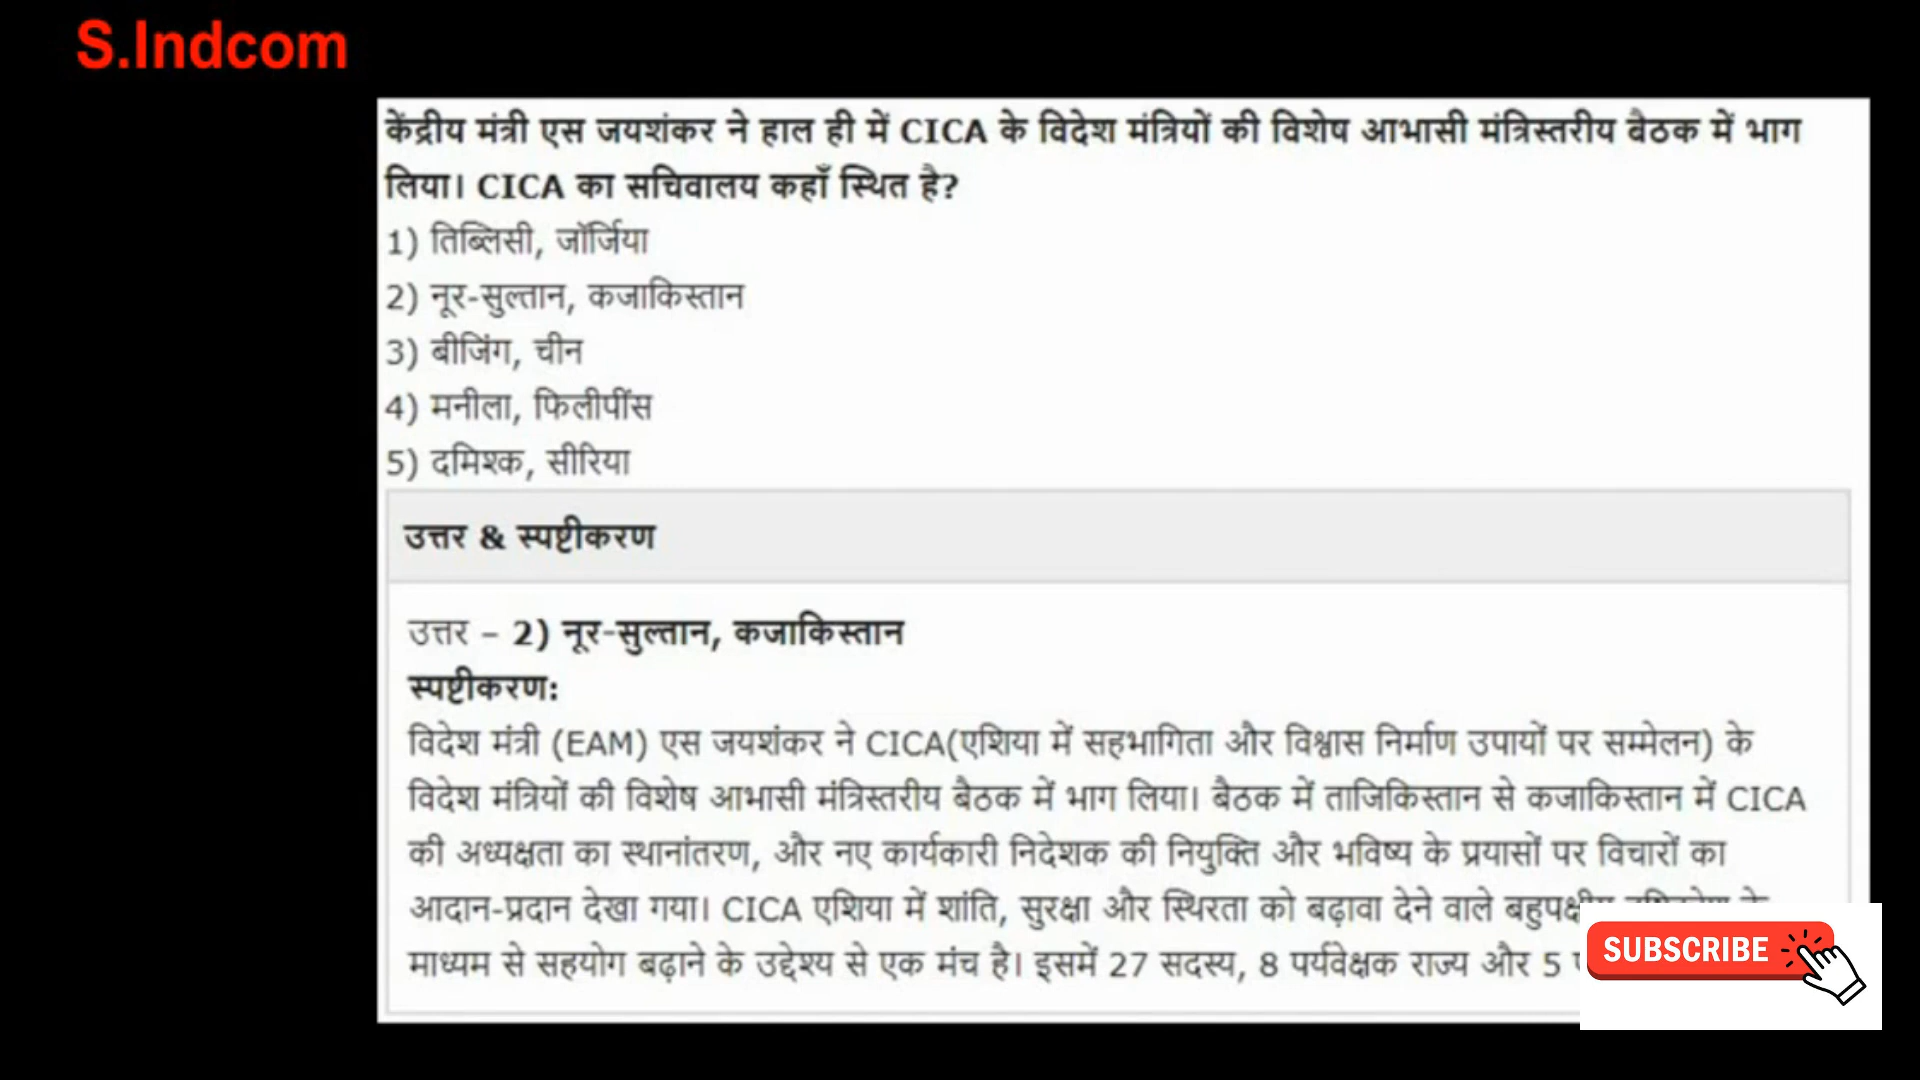 S.Indcom
केंद्रीय मंत्री एस जयशंकर ने हाल ही में CICA के विदेश मंत्रियों की विशेष आभासी मंत्रिस्तरीय बैठक में भाग
लिया। CICA का सचिवालय कहाँ स्थित है?
1) तिब्लिसी, जॉर्जिया
2) नूर-सुल्तान, कजाकिस्तान
3) बीजिंग, चीन
4) मनीला, फिलीपींस
5) दमिश्क, सीरिया
उत्तर & स्पष्टीकरण
उत्तर – 2) नूर-सुल्तान, कजाकिस्तान
स्पष्टीकरण:
विदेश मंत्री (EAM) एस जयशंकर ने CICA(एशिया में सहभागिता और विश्वास निर्माण उपायों पर सम्मेलन) के
विदेश मंत्रियों की विशेष आभासी मंत्रिस्तरीय बैठक में भाग लिया। बैठक में ताजिकिस्तान से कजाकिस्तान में CICA
की अध्यक्षता का स्थानांतरण, और नए कार्यकारी निदेशक की नियुक्ति और भविष्य के प्रयासों पर विचारों का
आदान-प्रदान देखा गया। CICA एशिया में शांति, सुरक्षा और स्थिरता को बढ़ावा देने वाले
माध्यम से सहयोग बढ़ाने के उद्देश्य से एक मंच है। इसमें 27 सदस्य, 8 पर्यवेक्षक राज्य और 5
SUBSCRIBE